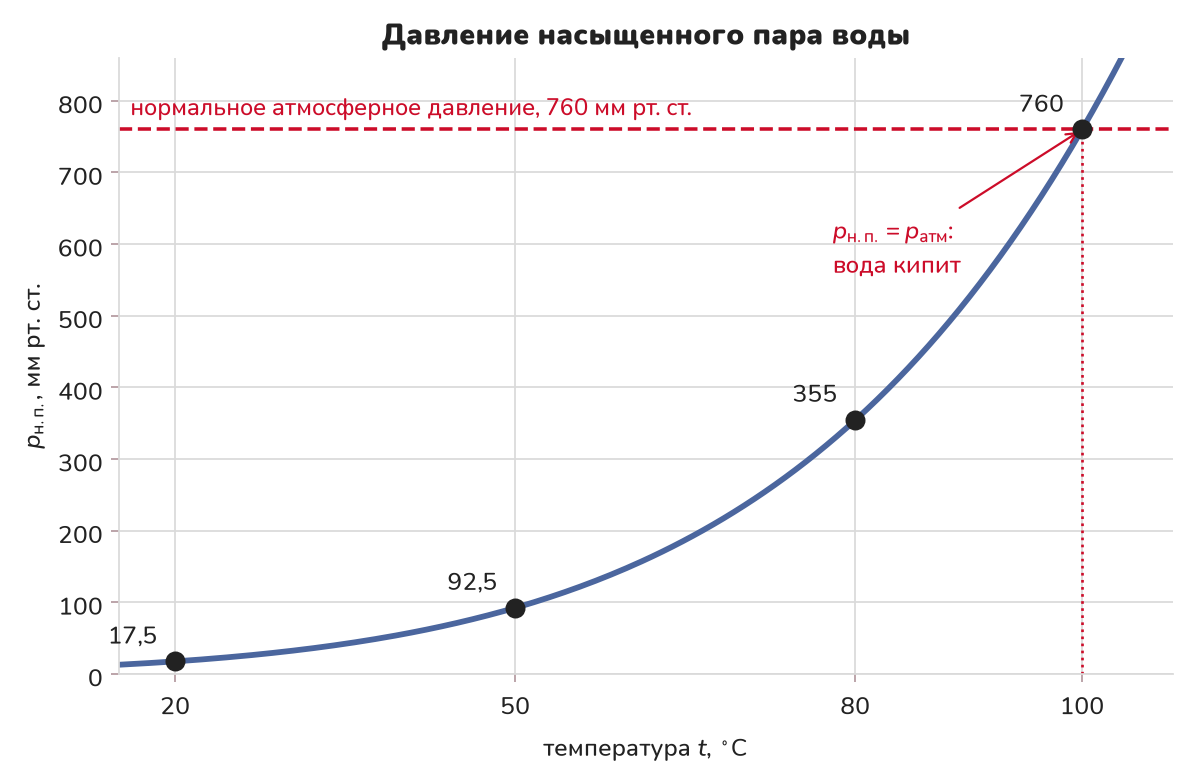 Давление насыщенного пара воды
нормальное атмосферное давление, 760 мм рт. ст.
760
pн. п. = pатм:
вода кипит
355
92,5
17,5
800
700
600
500
400
300
200
100
0
pн. п., мм рт. ст.
20 50 80 100
температура t, °C